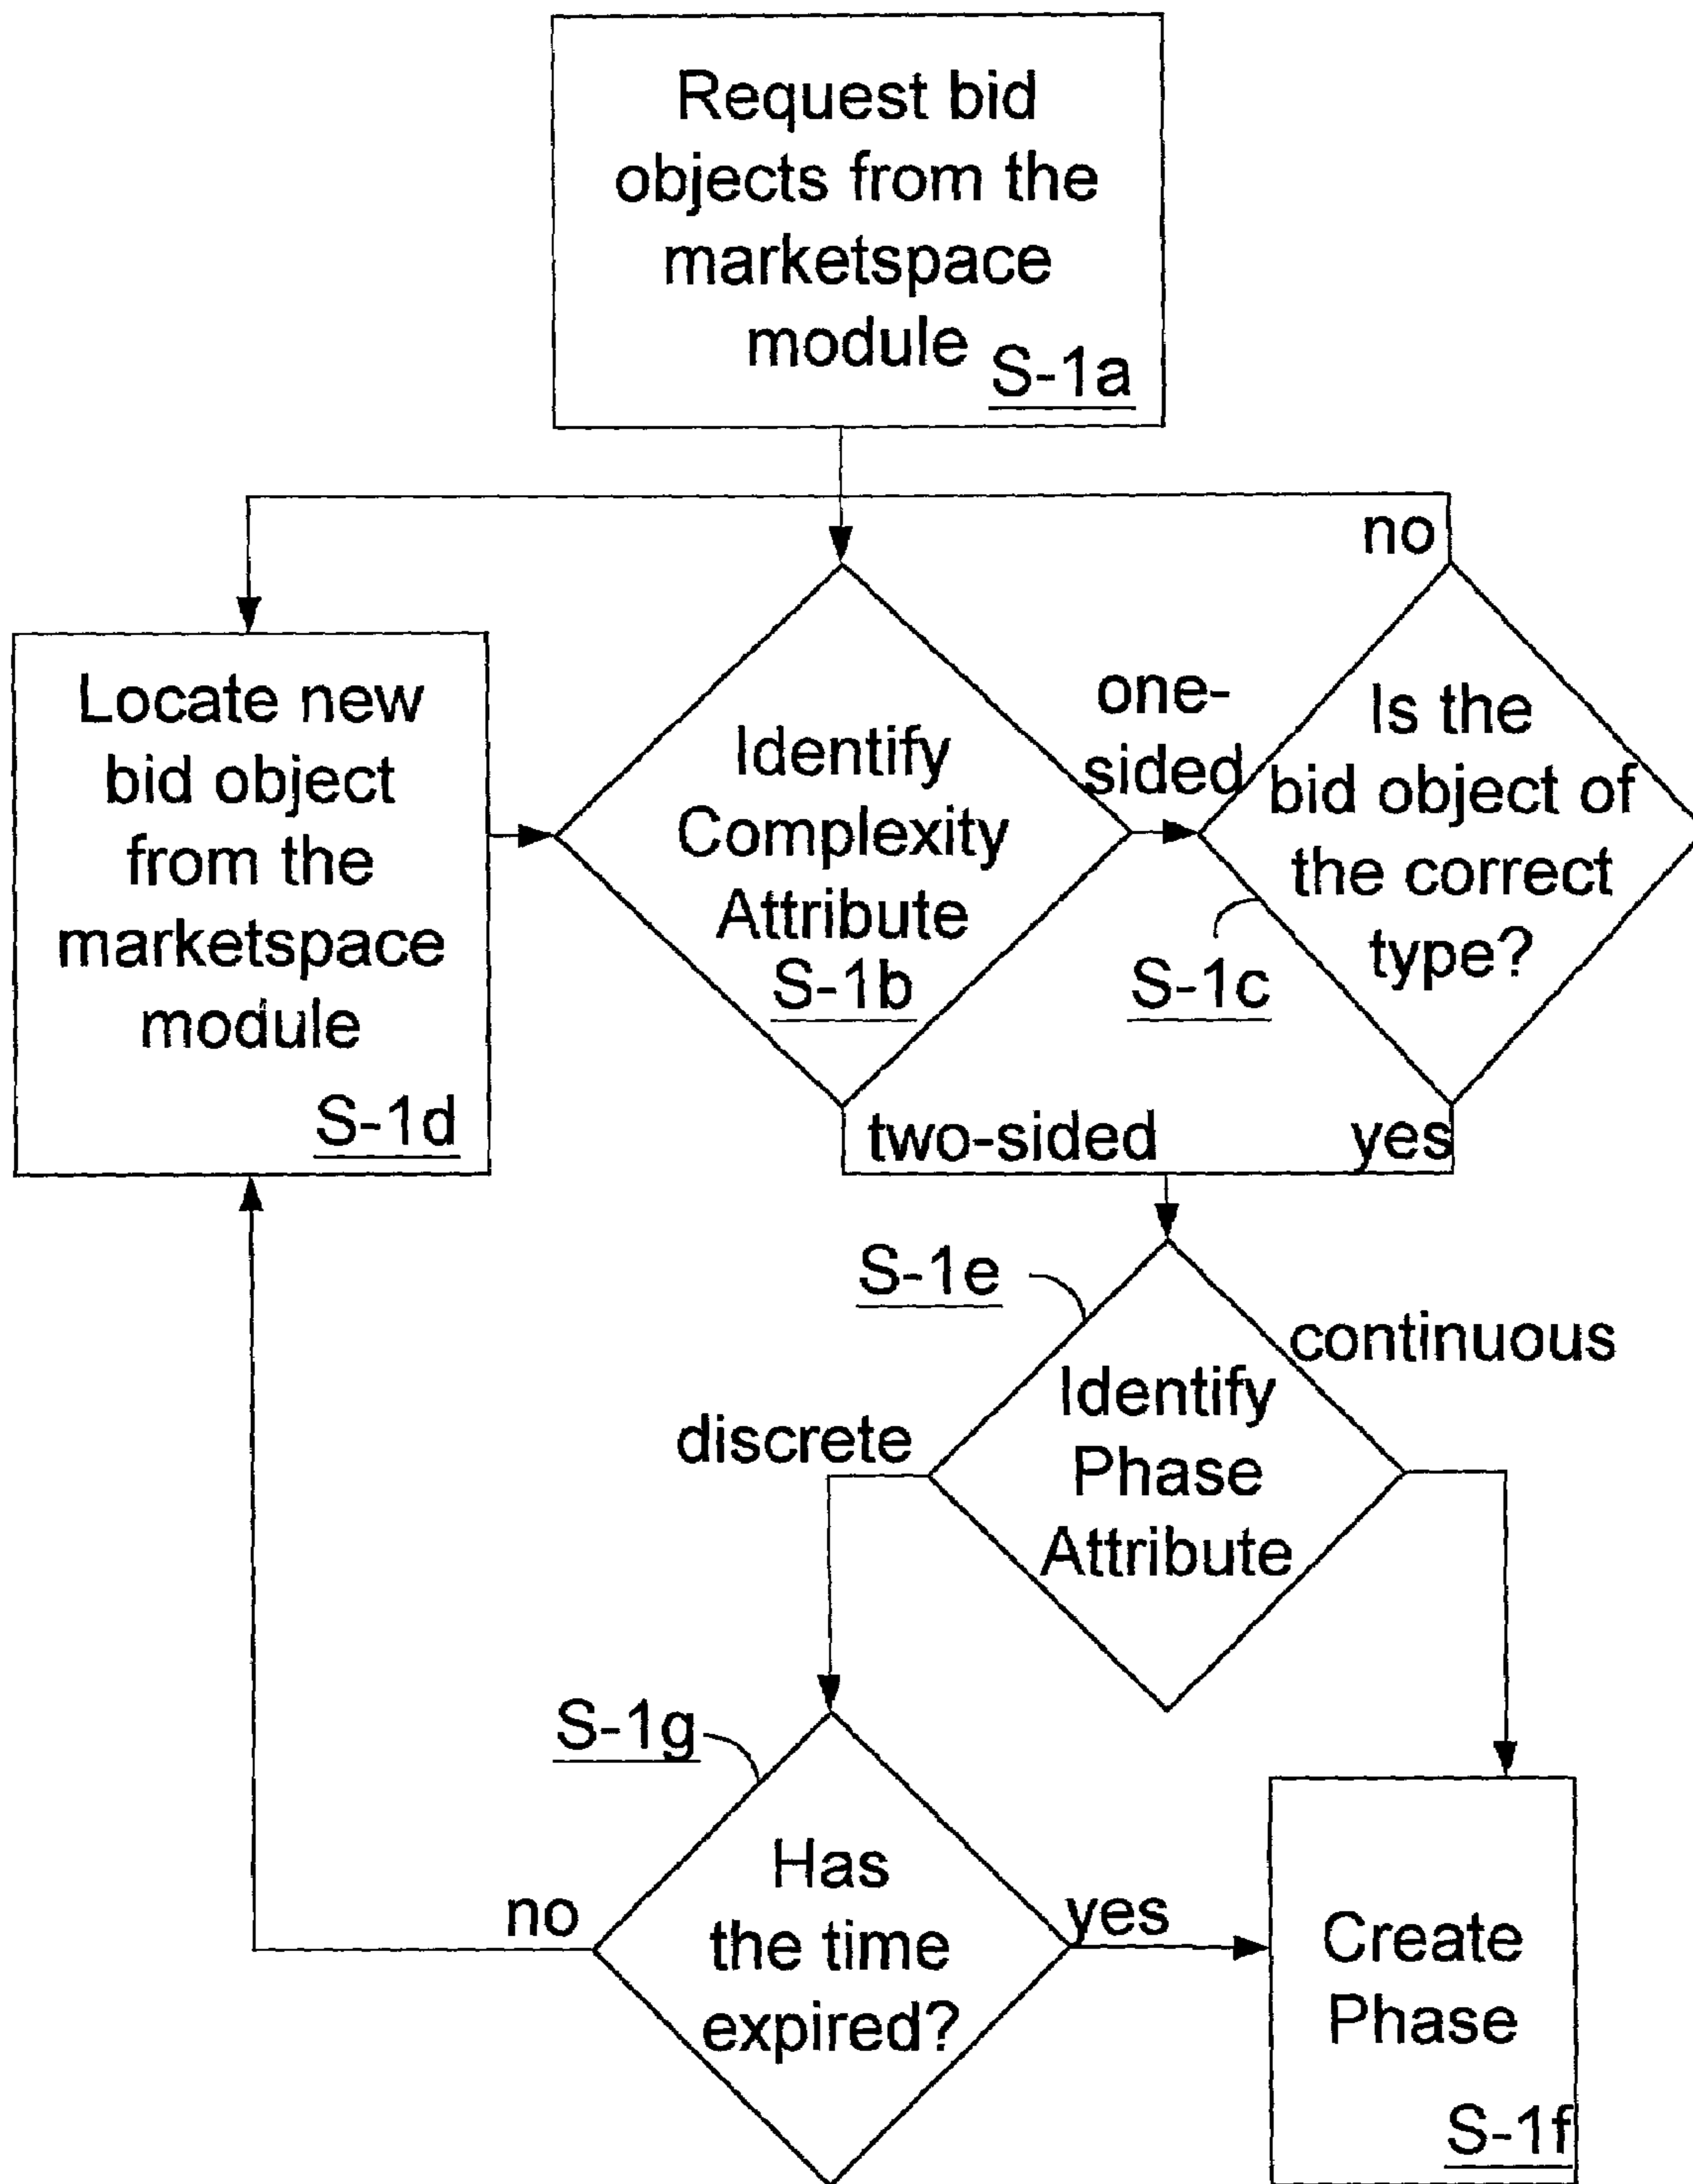 Request bid
objects from the
marketspace
module
S-1a
no
Locate new
bid object
from the
marketspace
module
S-1d
Identify
Complexity
Attribute
S-1b
one-
sided
Is the
bid object of
the correct
type?
S-1c
two-sided
yes
S-1e
continuous
Identify
Phase
Attribute
discrete
S-1g
Has
the time
expired?
no
yes
Create
Phase
S-1f